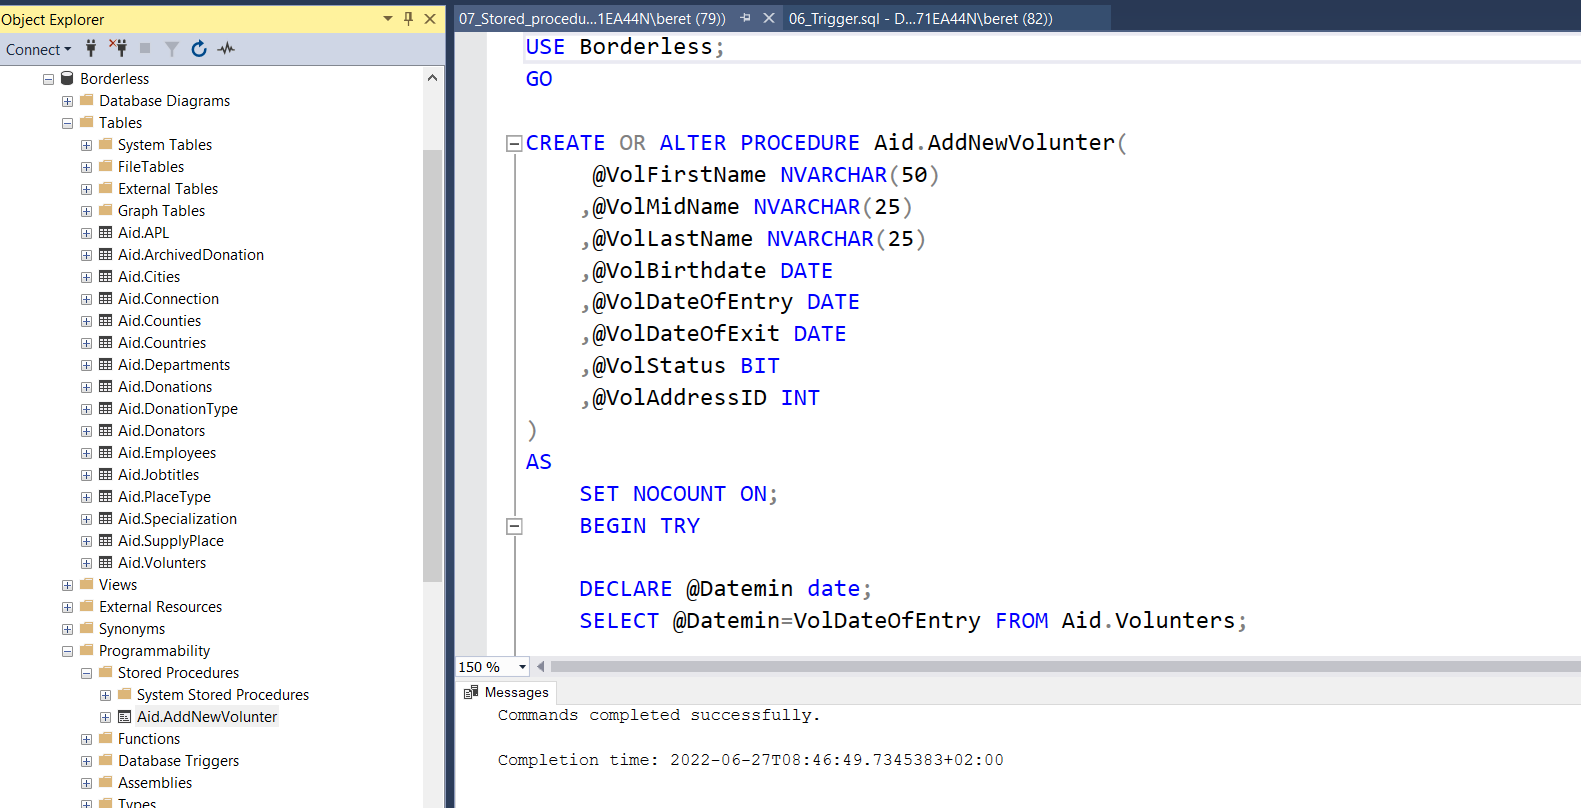 Object Explorer
Connect
Borderless
Database Diagrams
Tables
System Tables
FileTables
External Tables
Graph Tables
Aid.APL
Aid.ArchivedDonation
Aid.Cities
Aid.Connection
Aid.Counties
Aid.Countries
Aid.Departments
Aid.Donations
Aid.DonationType
Aid.Donators
Aid.Employees
Aid.Jobtitles
Aid.PlaceType
Aid.Specialization
Aid.SupplyPlace
Aid.Volunters
Views
External Resources
Synonyms
Programmability
Stored Procedures
System Stored Procedures
Aid.AddNewVolunter
Functions
Database Triggers
Assemblies
Types
07_Stored_procedu...1EA44N\beret (79))
06_Trigger.sql - D...71EA44N\beret (82))
USE Borderless;
GO
CREATE OR ALTER PROCEDURE Aid.AddNewVolunter(
@VolFirstName NVARCHAR(50)
,@VolMidName NVARCHAR(25)
,@VolLastName NVARCHAR(25)
,@VolBirthdate DATE
,@VolDateOfEntry DATE
,@VolDateOfExit DATE
,@VolStatus BIT
,@VolAddressID INT
)
AS
SET NOCOUNT ON;
BEGIN TRY
DECLARE @Datemin date;
SELECT @Datemin=VolDateOfEntry FROM Aid.Volunters;
150 %
Messages
Commands completed successfully.
Completion time: 2022-06-27T08:46:49.7345383+02:00